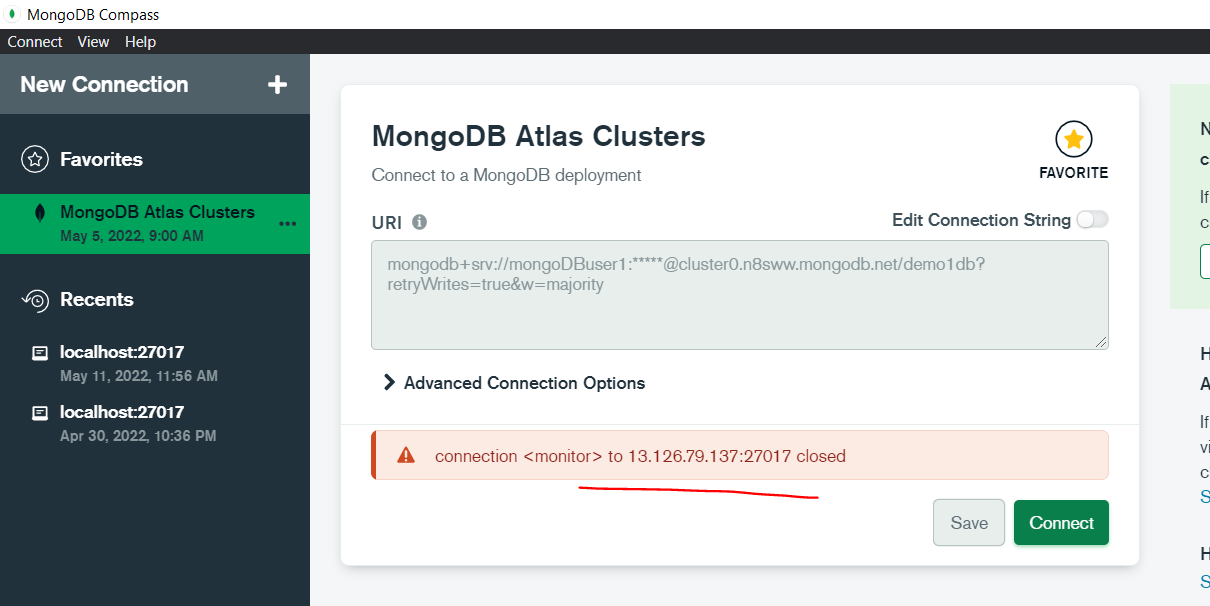 MongoDB Compass
Connect View Help
New Connection +
Favorites
MongoDB Atlas Clusters
May 5, 2022, 9:00 AM
Recents
localhost:27017
May 11, 2022, 11:56 AM
localhost:27017
Apr 30, 2022, 10:36 PM
MongoDB Atlas Clusters
Connect to a MongoDB deployment
FAVORITE
URI
Edit Connection String
mongodb+srv://mongoDBuser1:*****@cluster0.n8sww.mongodb.net/demo1db?
retryWrites=true&w=majority
Advanced Connection Options
connection <monitor> to 13.126.79.137:27017 closed
Save
Connect